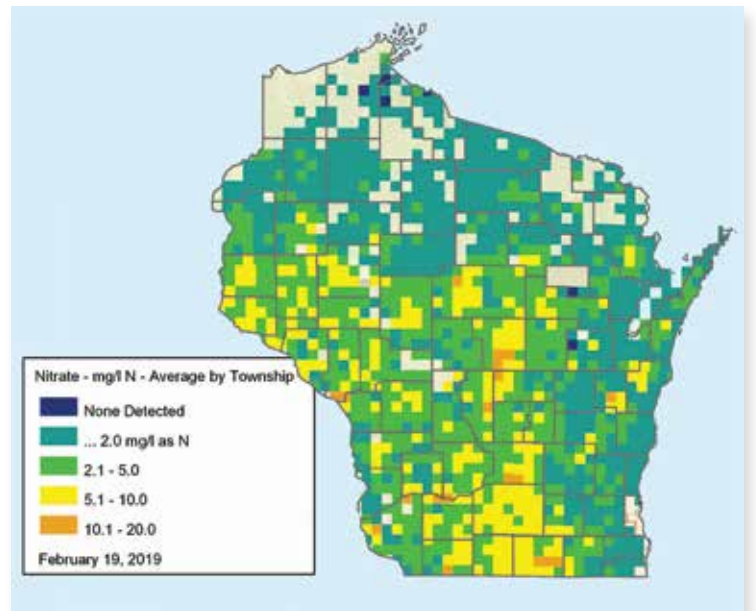 Nitrate - mg/l N - Average by Township
None Detected
... 2.0 mg/l as N
2.1 - 5.0
5.1 - 10.0
10.1 - 20.0
February 19, 2019